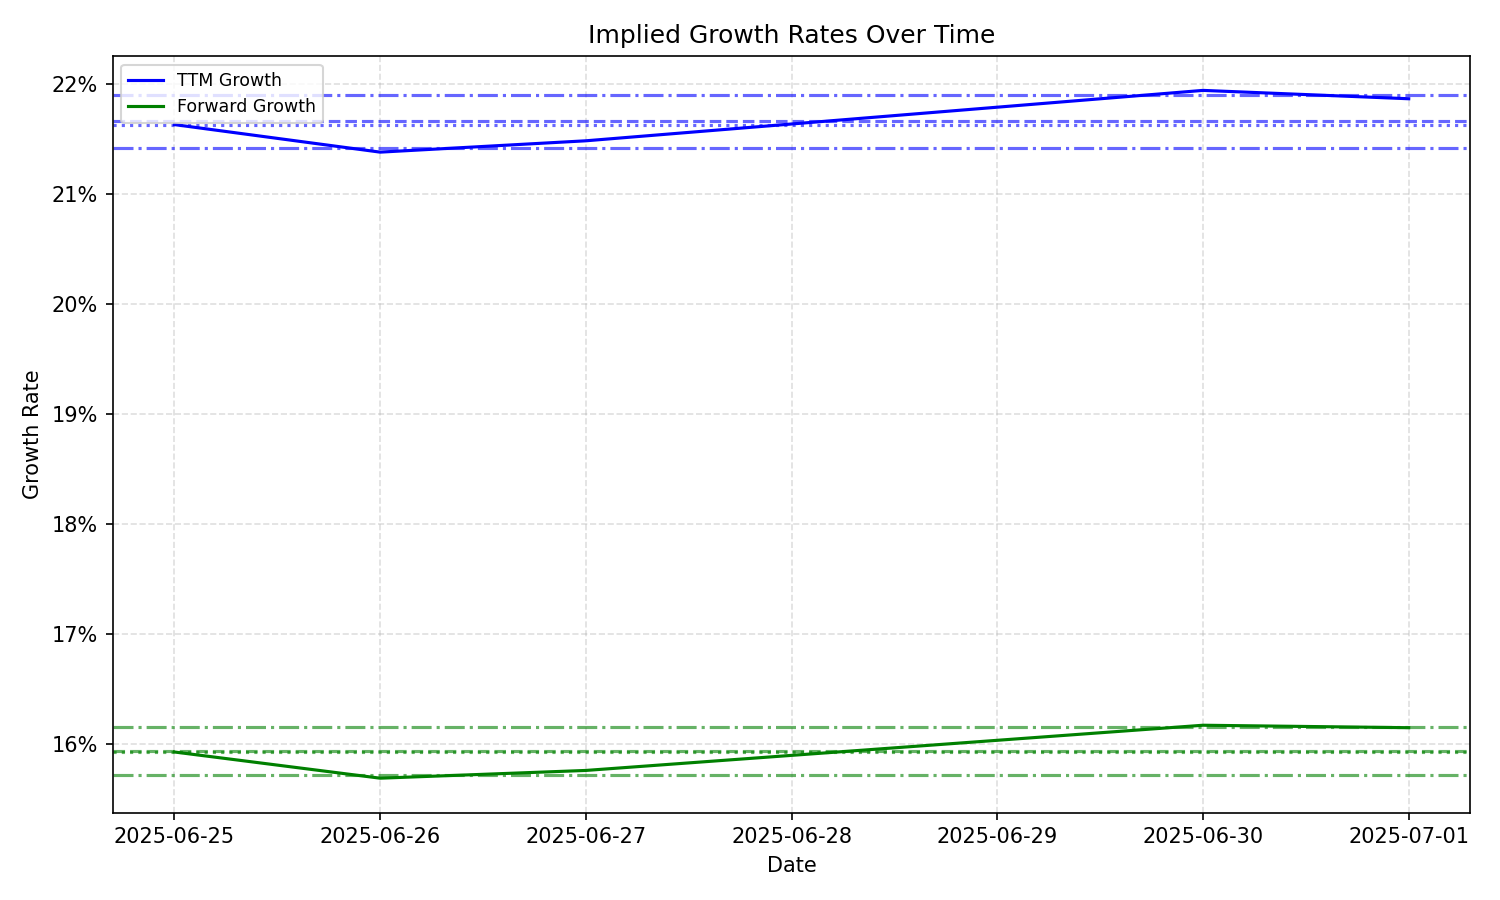 Implied Growth Rates Over Time
TTM Growth
Forward Growth
22%
21%
20%
19%
18%
17%
16%
Growth Rate
2025-06-25 2025-06-26 2025-06-27 2025-06-28 2025-06-29 2025-06-30 2025-07-01
Date